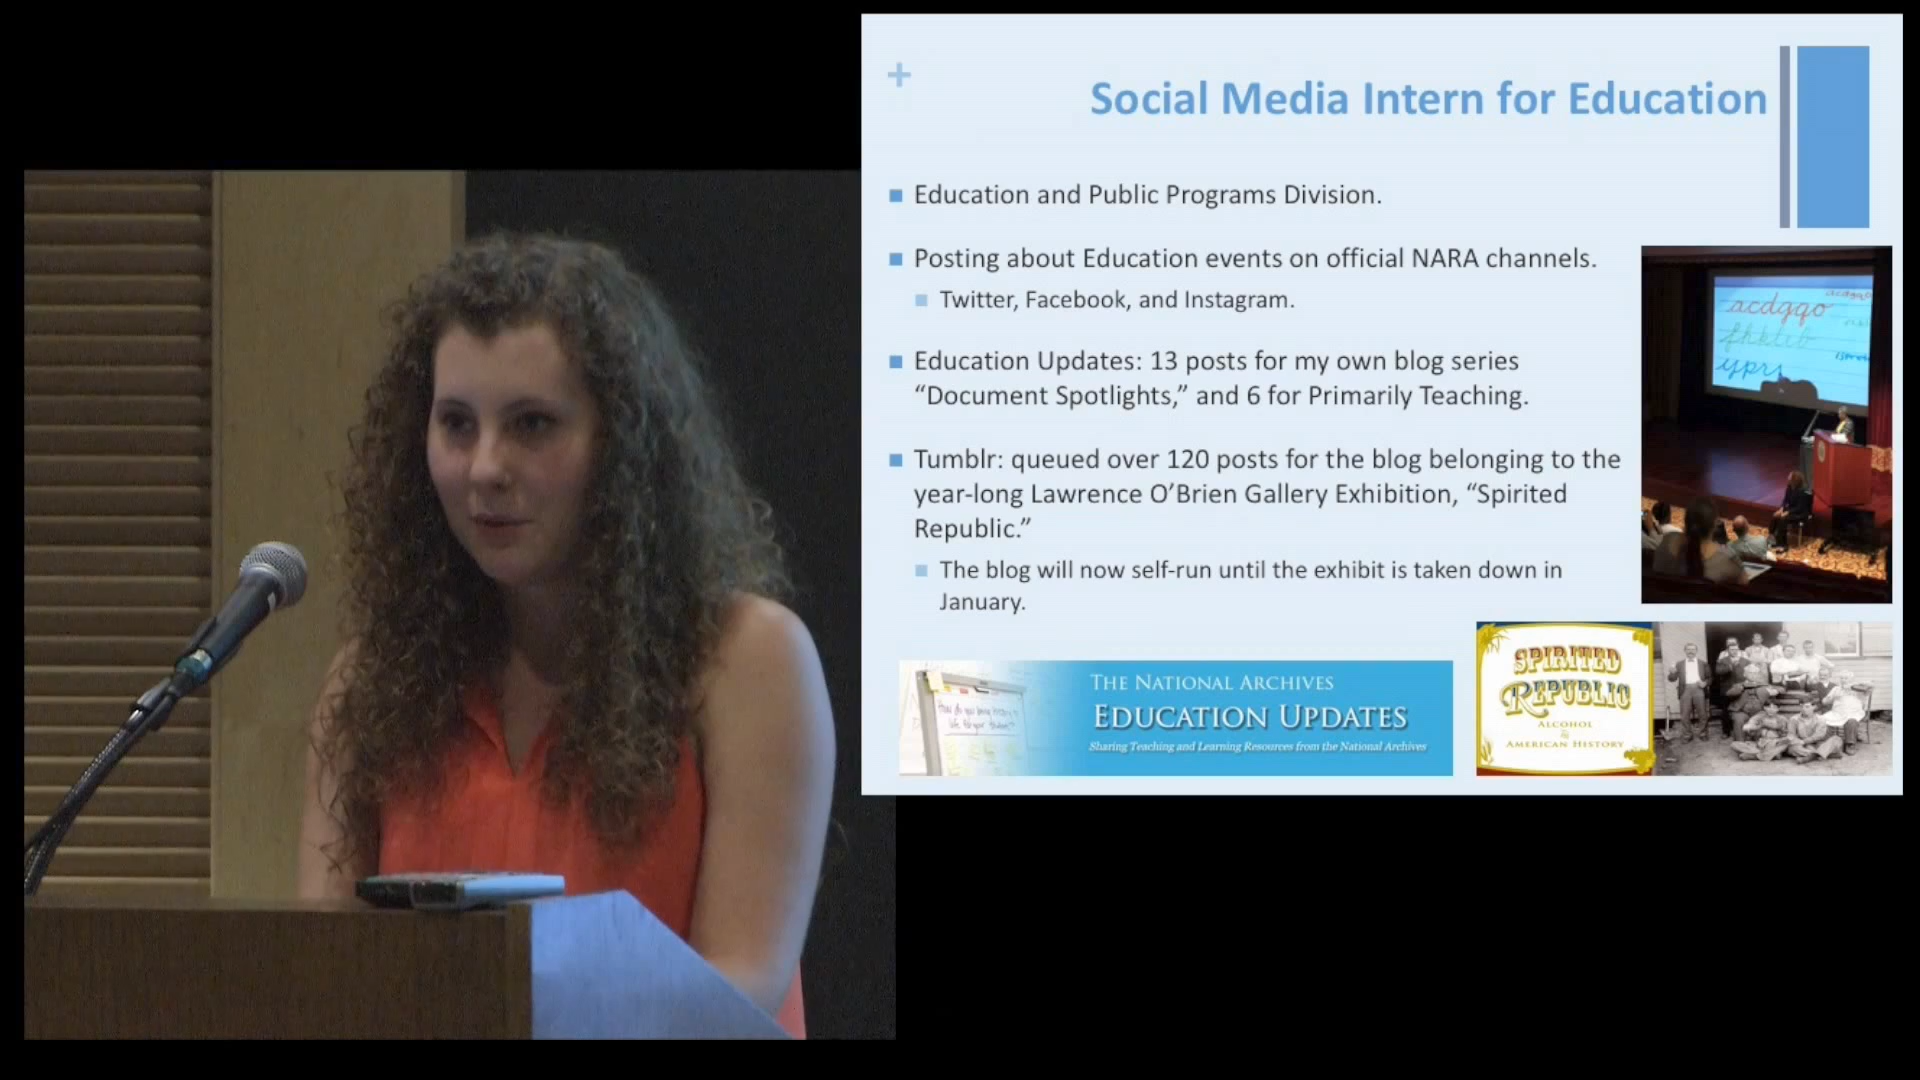 Social Media Intern for Education
Education and Public Programs Division.
Posting about Education events on official NARA channels.
Twitter, Facebook, and Instagram.
Education Updates: 13 posts for my own blog series
“Document Spotlights,” and 6 for Primarily Teaching.
Tumblr: queued over 120 posts for the blog belonging to the
year-long Lawrence O’Brien Gallery Exhibition, “Spirited
Republic.”
The blog will now self-run until the exhibit is taken down in
January.
acdgqo
fhklib
THE NATIONAL ARCHIVES
EDUCATION UPDATES
Sharing Teaching and Learning Resources from the National Archives
SPIRITED
REPUBLIC
ALCOHOL
&
AMERICAN HISTORY